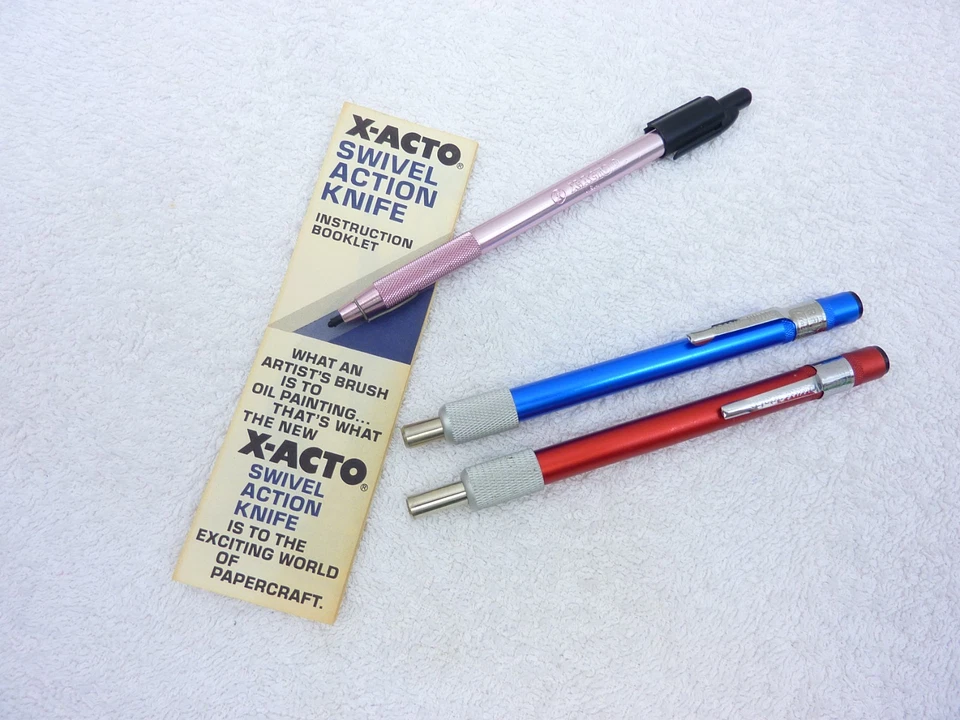 X-ACTO®
SWIVEL
ACTION
KNIFE
INSTRUCTION
BOOKLET
WHAT AN
ARTIST'S BRUSH
IS TO
OIL PAINTING...
THAT'S WHAT
THE NEW
X-ACTO®
SWIVEL
ACTION
KNIFE
IS TO THE
EXCITING WORLD
OF
PAPERCRAFT.